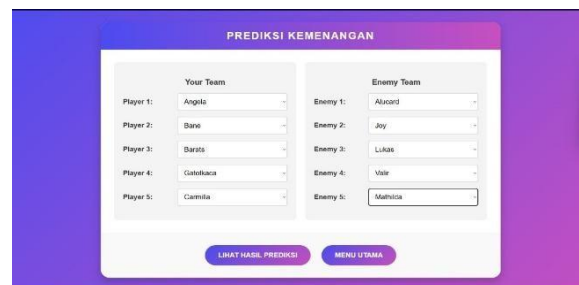 PREDIKSI KEMENANGAN
Your Team
Player 1: Angela
Player 2: Bane
Player 3: Barats
Player 4: Gatotkaca
Player 5: Carmilla
Enemy Team
Enemy 1: Alucard
Enemy 2: Joy
Enemy 3: Lukas
Enemy 4: Valir
Enemy 5: Mathilda
LIHAT HASIL PREDIKSI
MENU UTAMA